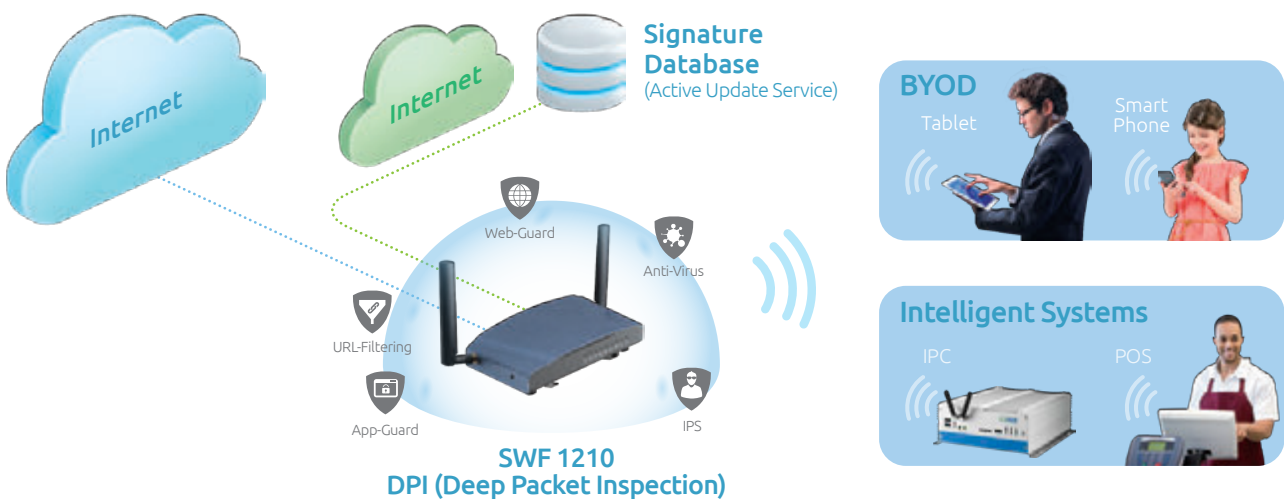 Internet
Internet
Signature
Database
(Active Update Service)
Web-Guard
Anti-Virus
URL-Filtering
App-Guard
IPS
SWF 1210
DPI (Deep Packet Inspection)
BYOD
Tablet
Smart
Phone
Intelligent Systems
IPC
POS